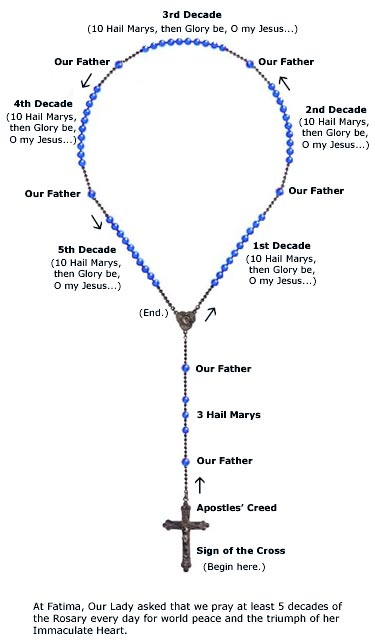 3rd Decade
(10 Hail Marys, then Glory be, O my Jesus...)
Our Father
Our Father
4th Decade
(10 Hail Marys,
then Glory be,
O my Jesus...)
2nd Decade
(10 Hail Marys,
then Glory be,
O my Jesus...)
Our Father
Our Father
5th Decade
(10 Hail Marys,
then Glory be,
O my Jesus...)
1st Decade
(10 Hail Marys,
then Glory be,
O my Jesus...)
(End.)
Our Father
3 Hail Marys
Our Father
Apostles' Creed
Sign of the Cross
(Begin here.)
At Fatima, Our Lady asked that we pray at least 5 decades of
the Rosary every day for world peace and the triumph of her
Immaculate Heart.